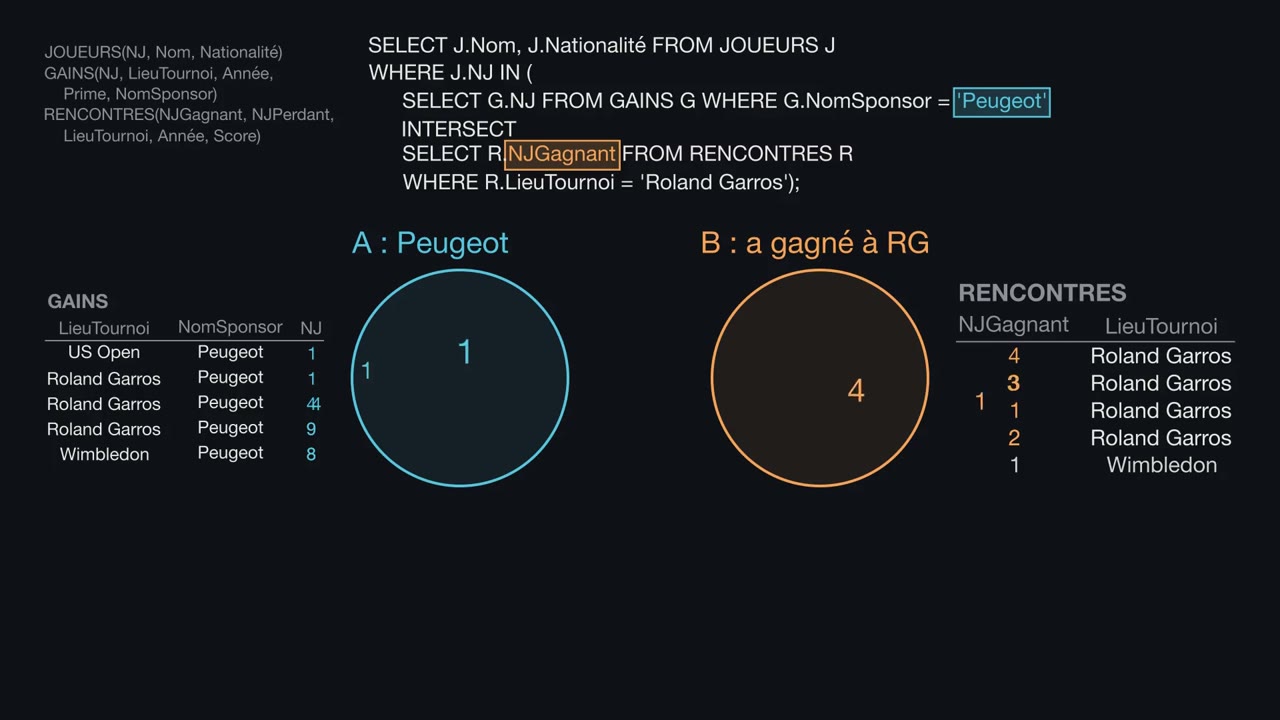 JOUEURS(NJ, Nom, Nationalité)
GAINS(NJ, LieuTournoi, Année,
Prime, NomSponsor)
RENCONTRES(NJGagnant, NJPerdant,
LieuTournoi, Année, Score)
SELECT J.Nom, J.Nationalité FROM JOUEURS J
WHERE J.NJ IN (
SELECT G.NJ FROM GAINS G WHERE G.NomSponsor = 'Peugeot'
INTERSECT
SELECT R.NJGagnant FROM RENCONTRES R
WHERE R.LieuTournoi = 'Roland Garros');
A : Peugeot
B : a gagné à RG
GAINS
LieuTournoi NomSponsor NJ
US Open Peugeot 1
Roland Garros Peugeot 1
Roland Garros Peugeot 44
Roland Garros Peugeot 9
Wimbledon Peugeot 8
1
1
4
RENCONTRES
NJGagnant LieuTournoi
4 Roland Garros
3 Roland Garros
1 1 Roland Garros
2 Roland Garros
1 Wimbledon